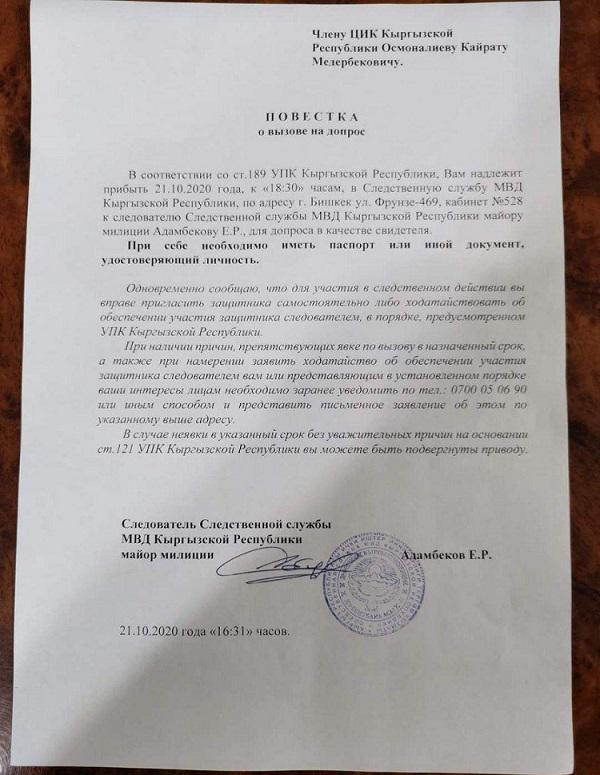 Члену ЦИК Кыргызской
Республики Осмоналиеву Кайрату
Медербековичу.
П О В Е С Т К А
о вызове на допрос
В соответствии со ст.189 УПК Кыргызской Республики, Вам надлежит
прибыть 21.10.2020 года, к «18:30» часам, в Следственную службу МВД
Кыргызской Республики, по адресу г. Бишкек ул. Фрунзе-469, кабинет №528
к следователю Следственной службы МВД Кыргызской Республики майору
милиции Адамбекову Е.Р., для допроса в качестве свидетеля.
При себе необходимо иметь паспорт или иной документ,
удостоверяющий личность.
Одновременно сообщаю, что для участия в следственном действии вы
вправе пригласить защитника самостоятельно либо ходатайствовать об
обеспечении участия защитника следователем, в порядке, предусмотренном
УПК Кыргызской Республики.
При наличии причин, препятствующих явке по вызову в назначенный срок,
а также при намерении заявить ходатайство об обеспечении участия
защитника следователем вам или представляющим в установленном порядке
ваши интересы лицам необходимо заранее уведомить по тел.: 0700 05 06 90
или иным способом и представить письменное заявление об этом по
указанному выше адресу.
В случае неявки в указанный срок без уважительных причин на основании
ст.121 УПК Кыргызской Республики вы можете быть подвергнуты приводу.
Следователь Следственной службы
МВД Кыргызской Республики
майор милиции Адамбеков Е.Р.
21.10.2020 года «16:31» часов.